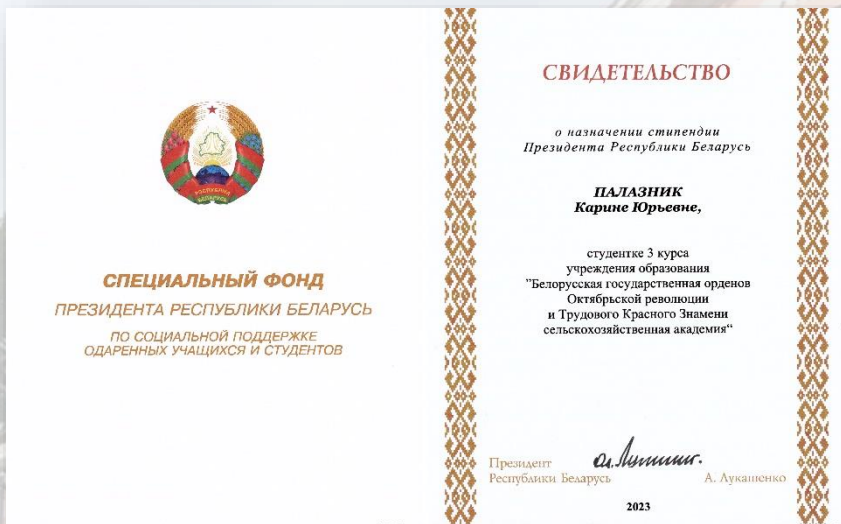 РЕСПУБЛИКА
БЕЛАРУСЬ
СПЕЦИАЛЬНЫЙ ФОНД
ПРЕЗИДЕНТА РЕСПУБЛИКИ БЕЛАРУСЬ
ПО СОЦИАЛЬНОЙ ПОДДЕРЖКЕ
ОДАРЕННЫХ УЧАЩИХСЯ И СТУДЕНТОВ
СВИДЕТЕЛЬСТВО
о назначении стипендии
Президента Республики Беларусь
ПАЛАЗНИК
Карине Юрьевне,
студентке 3 курса
учреждения образования
"Белорусская государственная орденов
Октябрьской революции
и Трудового Красного Знамени
сельскохозяйственная академия“
Президент
Республики Беларусь А. Лукашенко
2023